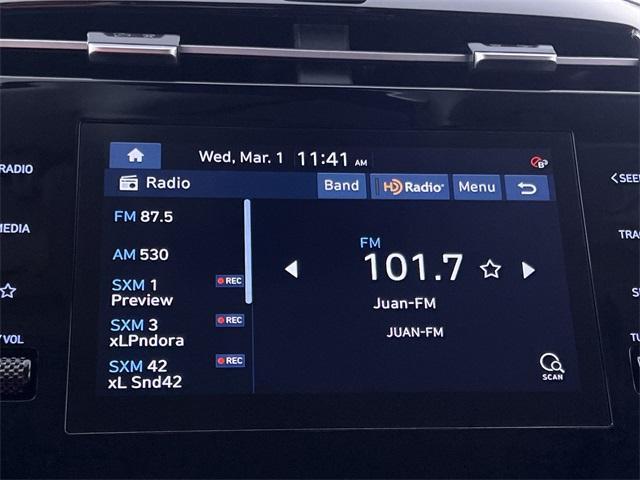 Wed, Mar. 1 11:41 AM
Radio Band HD Radio Menu
FM 87.5
AM 530
SXM 1 REC
Preview
SXM 3 REC
xLPndora
SXM 42 REC
xL Snd42
FM
101.7
Juan-FM
JUAN-FM
SCAN
RADIO
MEDIA
VOL
SEE
TRA
S
TU